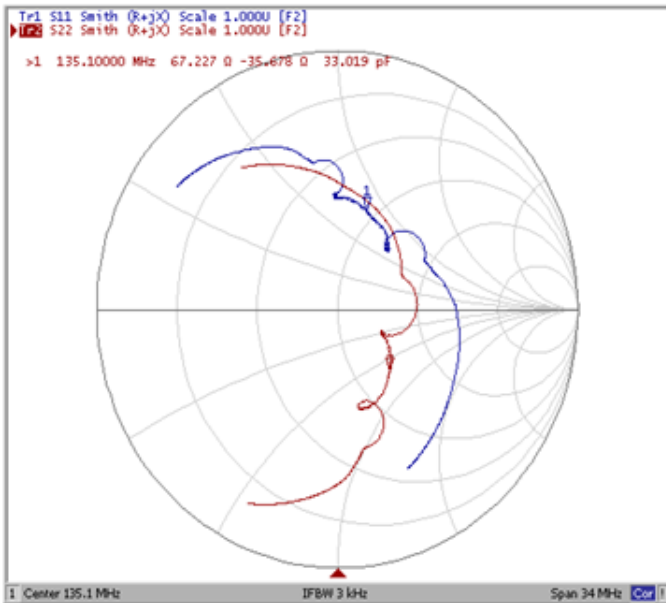 Tr1 S11 Smith (R+jX) Scale 1.000U [F2]
Tr2 S22 Smith (R+jX) Scale 1.000U [F2]
>1 135.10000 MHz 67.227 Ω -35.678 Ω 33.019 pF
1
1 Center 135.1 MHz IFBW 3 kHz Span 34 MHz Cor